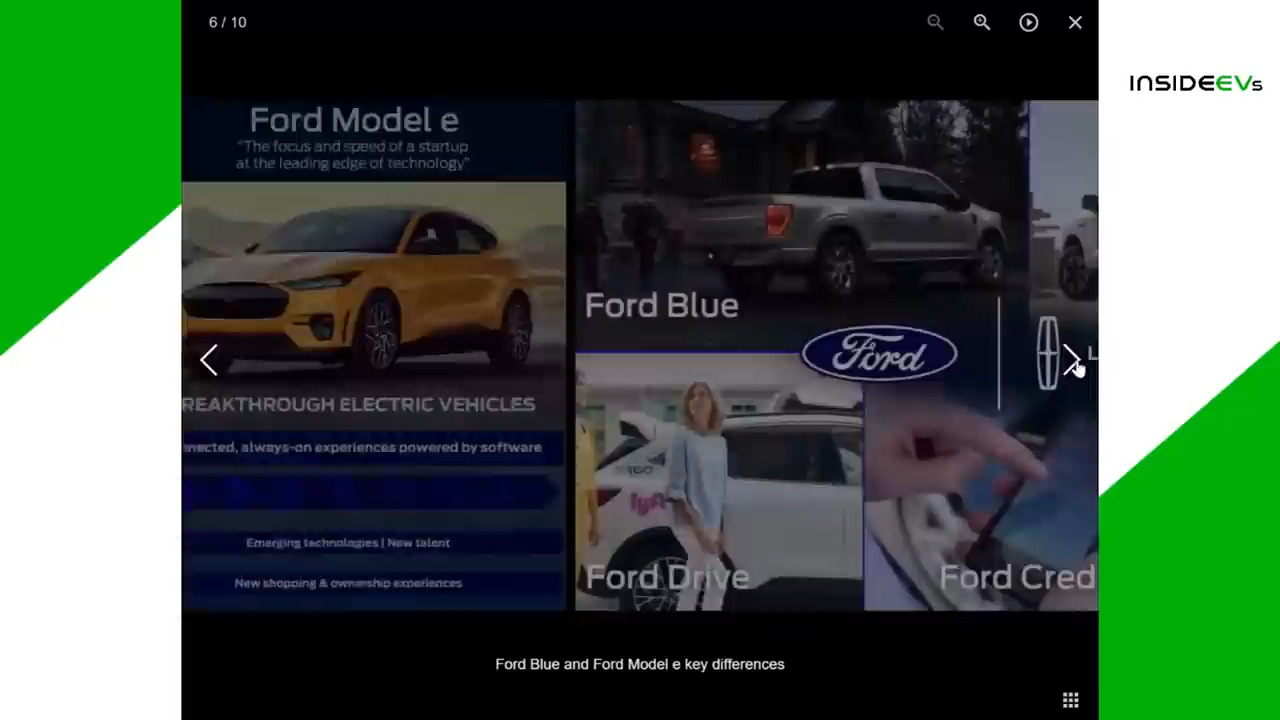 6 / 10
INSIDEEVs
Ford Model e
"The focus and speed of a startup
at the leading edge of technology"
REAKTHROUGH ELECTRIC VEHICLES
nnected, always-on experiences powered by software
Emerging technologies | New talent
New shopping & ownership experiences
Ford Blue
Ford
L
lyft
Ford Drive
Ford Cred
Ford Blue and Ford Model e key differences